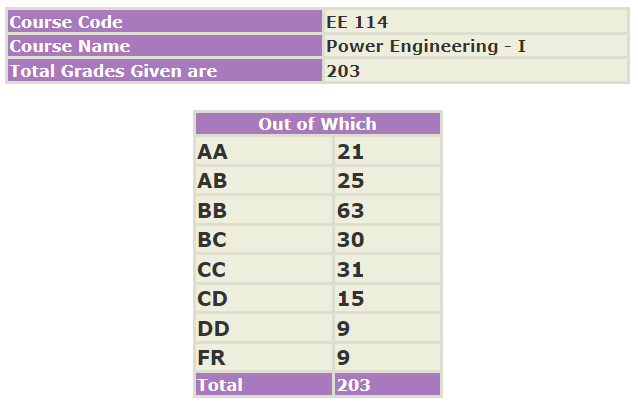 Course Code EE 114
Course Name Power Engineering - I
Total Grades Given are 203
Out of Which
AA 21
AB 25
BB 63
BC 30
CC 31
CD 15
DD 9
FR 9
Total 203